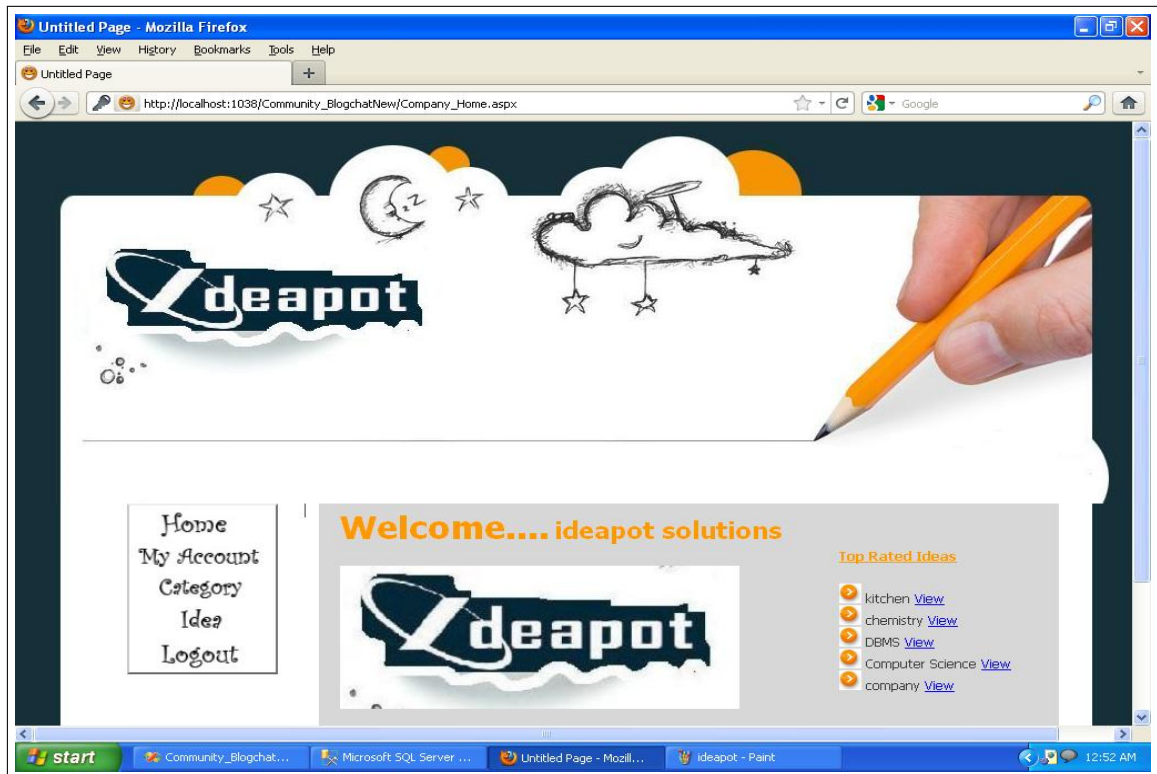 Untitled Page - Mozilla Firefox
File Edit View History Bookmarks Tools Help
Untitled Page +
http://localhost:1038/Community_BlogchatNew/Company_Home.aspx Google
zz
Ideapot
Home
My Account
Category
Idea
Logout
Welcome.... ideapot solutions
Ideapot
Top Rated Ideas
kitchen View
chemistry View
DBMS View
Computer Science View
company View
start Community_Blogchat... Microsoft SQL Server ... Untitled Page - Mozill... ideapot - Paint 12:52 AM